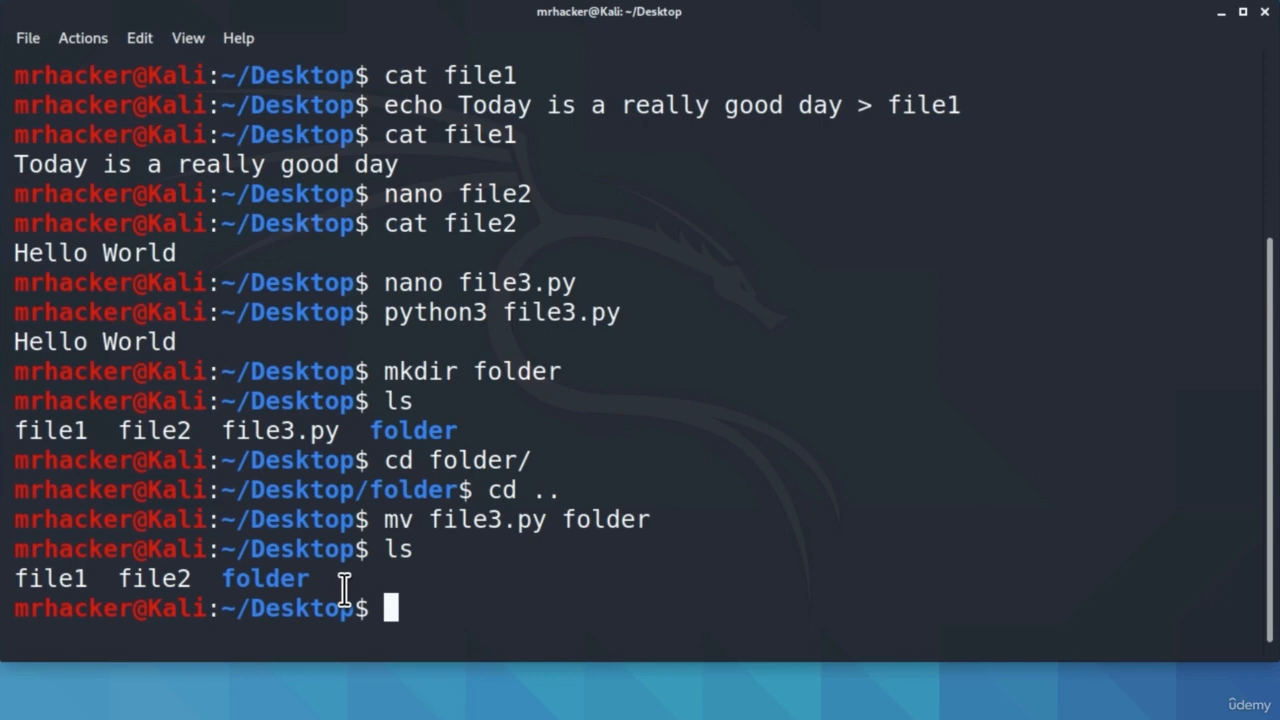 mrhacker@Kali: ~/Desktop
File Actions Edit View Help
mrhacker@Kali:~/Desktop$ cat file1
mrhacker@Kali:~/Desktop$ echo Today is a really good day > file1
mrhacker@Kali:~/Desktop$ cat file1
Today is a really good day
mrhacker@Kali:~/Desktop$ nano file2
mrhacker@Kali:~/Desktop$ cat file2
Hello World
mrhacker@Kali:~/Desktop$ nano file3.py
mrhacker@Kali:~/Desktop$ python3 file3.py
Hello World
mrhacker@Kali:~/Desktop$ mkdir folder
mrhacker@Kali:~/Desktop$ ls
file1  file2  file3.py  folder
mrhacker@Kali:~/Desktop$ cd folder/
mrhacker@Kali:~/Desktop/folder$ cd ..
mrhacker@Kali:~/Desktop$ mv file3.py folder
mrhacker@Kali:~/Desktop$ ls
file1  file2  folder
mrhacker@Kali:~/Desktop$
ûdemy